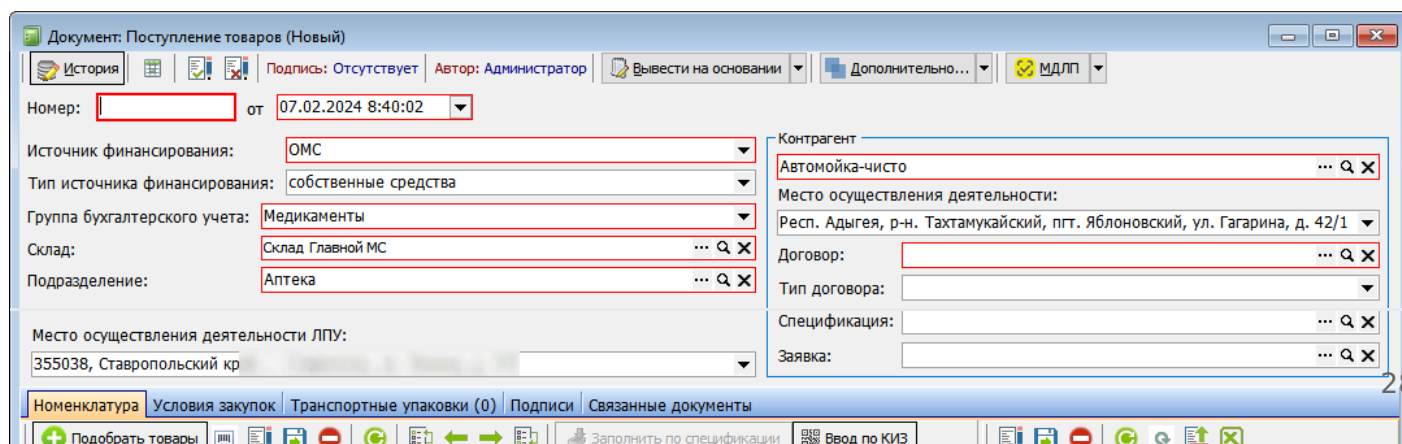 Документ: Поступление товаров (Новый)
История Подпись: Отсутствует Автор: Администратор Вывести на основании Дополнительно... МДЛП
Номер: от 07.02.2024 8:40:02
Источник финансирования: ОМС
Тип источника финансирования: собственные средства
Группа бухгалтерского учета: Медикаменты
Склад: Склад Главной МС
Подразделение: Аптека
Место осуществления деятельности ЛПУ:
355038, Ставропольский кр
Контрагент
Автомойка-чисто
Место осуществления деятельности:
Респ. Адыгея, р-н. Тахтамукайский, пгт. Яблоновский, ул. Гагарина, д. 42/1
Договор:
Тип договора:
Спецификация:
Заявка:
28
Номенклатура Условия закупок Транспортные упаковки (0) Подписи Связанные документы
Подобрать товары Заполнить по спецификации Ввод по КИЗ